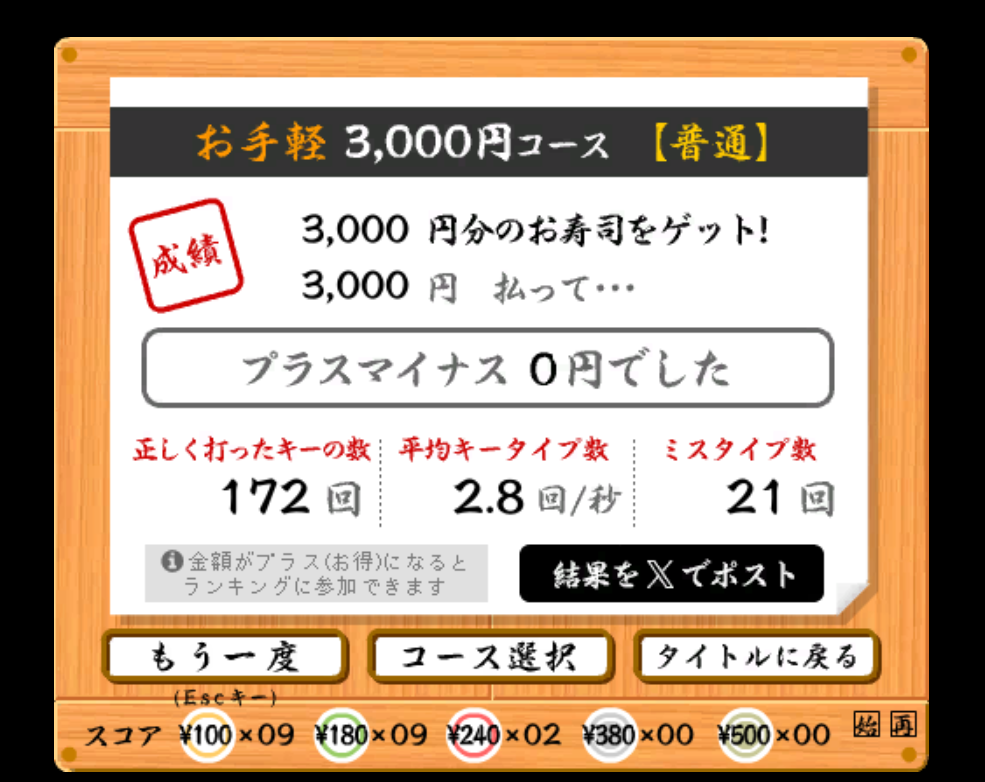 お手軽 3,000円コース 【普通】
成績
3,000 円分のお寿司をゲット!
3,000 円 払って…
プラスマイナス 0円でした
正しく打ったキーの数 平均キータイプ数 ミスタイプ数
172 回 2.8 回/秒 21 回
金額がプラス(お得)になると
ランキングに参加できます
結果を𝕏でポスト
もう一度 コース選択 タイトルに戻る
(Escキー)
スコア ¥100×09 ¥180×09 ¥240×02 ¥380×00 ¥500×00 始 再